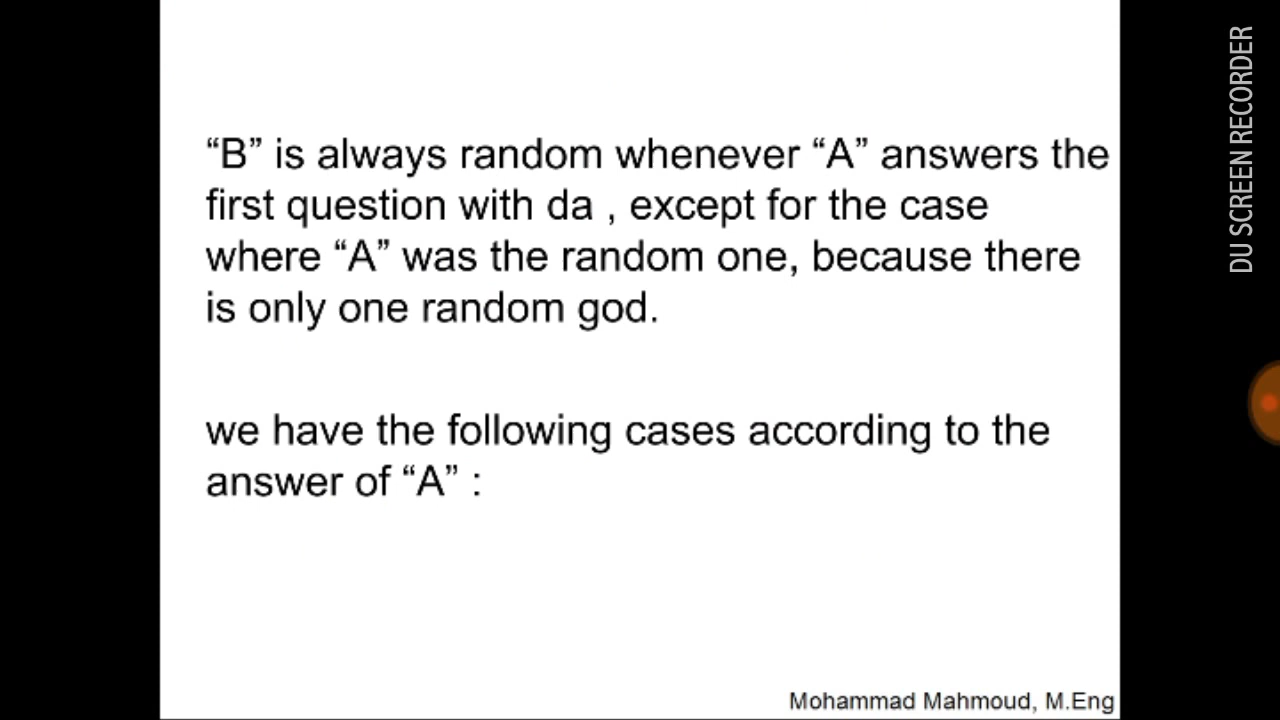 “B” is always random whenever “A” answers the
first question with da , except for the case
where “A” was the random one, because there
is only one random god.
we have the following cases according to the
answer of “A” :
Mohammad Mahmoud, M.Eng
DU SCREEN RECORDER